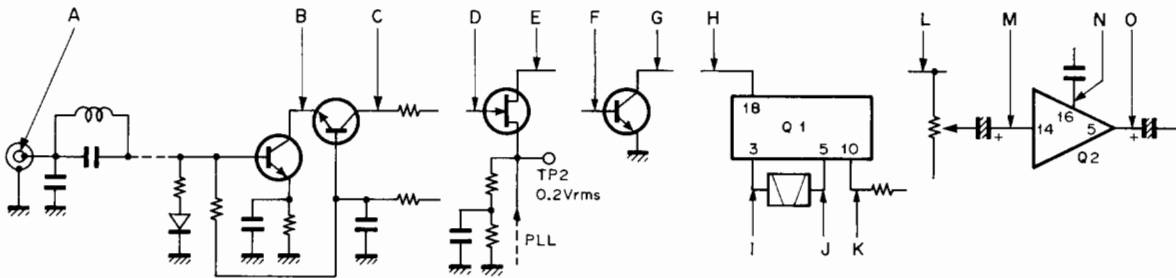 A
B
C
D
E
F
G
H
L
M
N
O
18
Q1
3
5
10
16
14
5
Q2
+
+
TP2
0.2Vrms
PLL
I
J
K